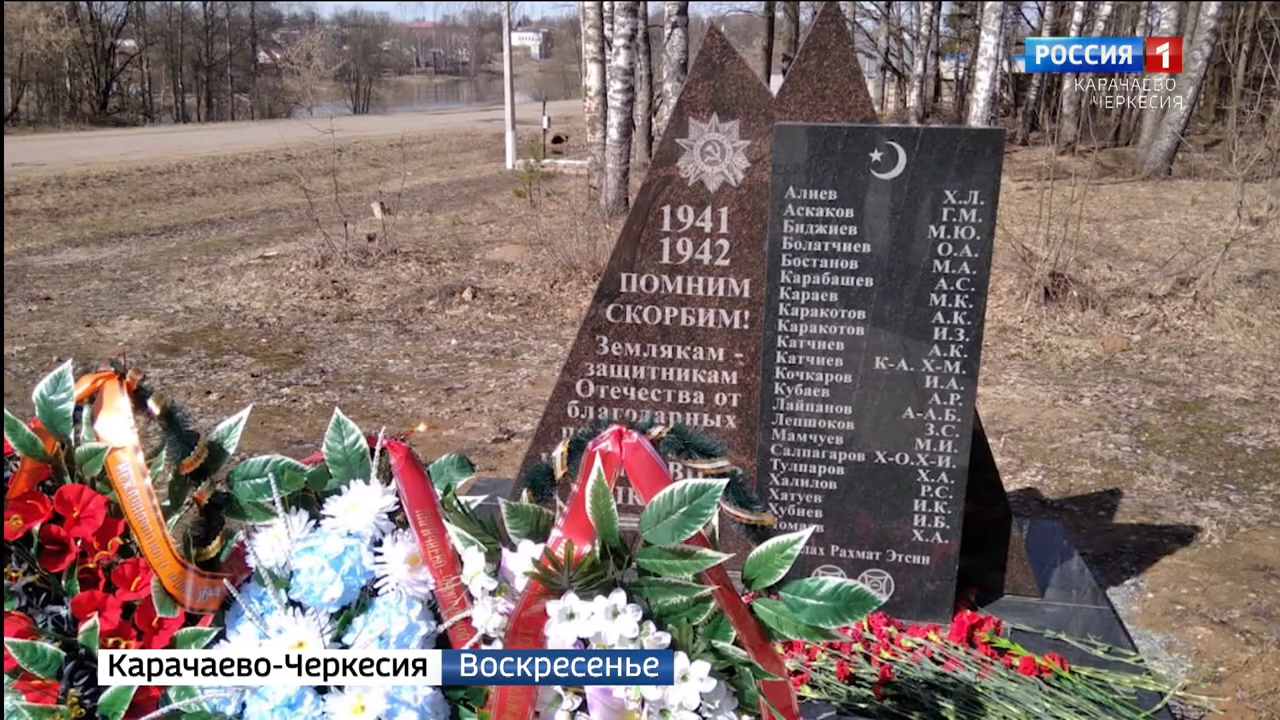 РОССИЯ 1
КАРАЧАЕВО
ЧЕРКЕСИЯ
1941
1942
ПОМНИМ
СКОРБИМ!
Землякам -
защитникам
Отечества от
благодарных
Алиев Х.Л.
Аскаков Г.М.
Биджиев М.Ю.
Болатчиев О.А.
Бостанов М.А.
Карабашев А.С.
Караев М.К.
Каракотов А.К.
Каракотов И.З.
Катчиев А.К.
Катчиев К-А. Х-М.
Кочкаров И.А.
Кубаев А.Р.
Лайпанов А-А.Б.
Лепшоков З.С.
Мамчуев М.И.
Салпагаров Х-О.Х-И.
Тулпаров Х.А.
Халилов Р.С.
Хатуев И.К.
Хубиев И.Б.
Х.А.
Рахмат Этсин
Карачаево-Черкесия Воскресенье